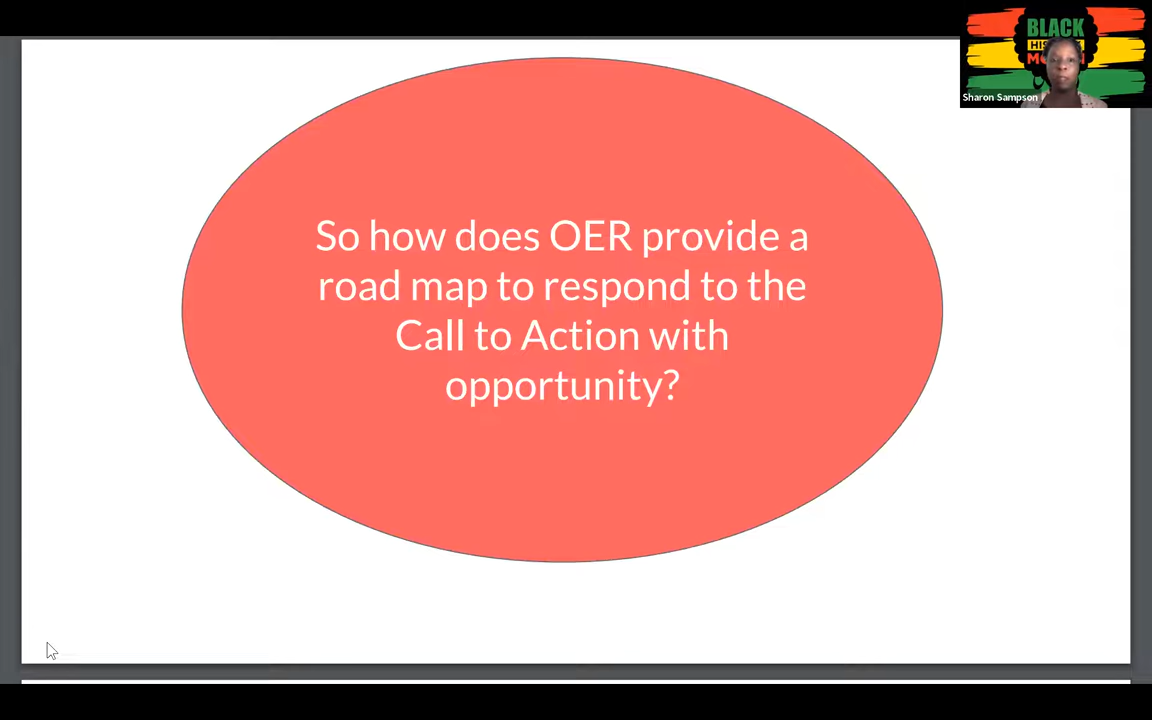 BLACK
Sharon Sampson
So how does OER provide a
road map to respond to the
Call to Action with
opportunity?